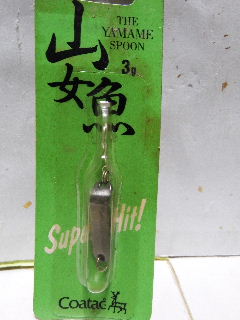 山女魚
THE
YAMAME
SPOON
3g
Super Hit!
Coatac